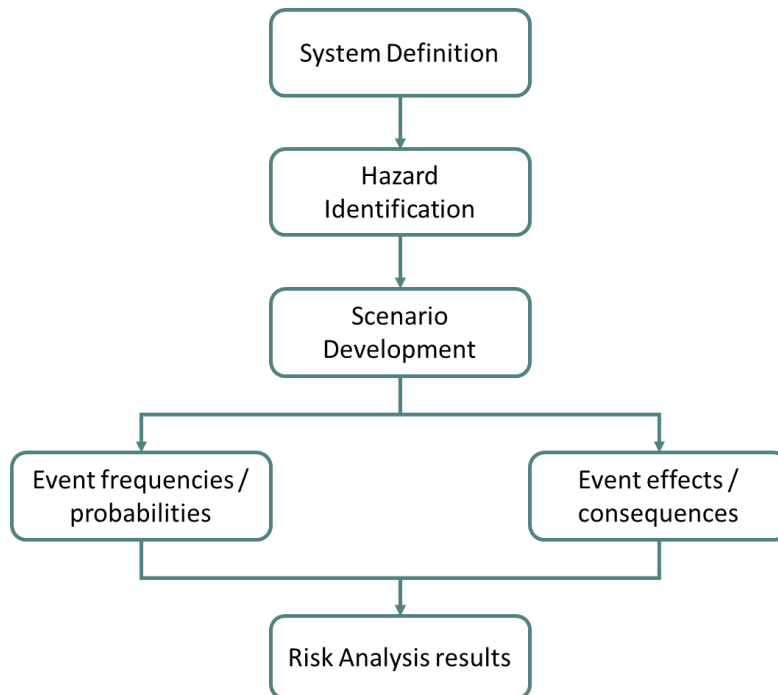 System Definition
Hazard
Identification
Scenario
Development
Event frequencies /
probabilities
Event effects /
consequences
Risk Analysis results